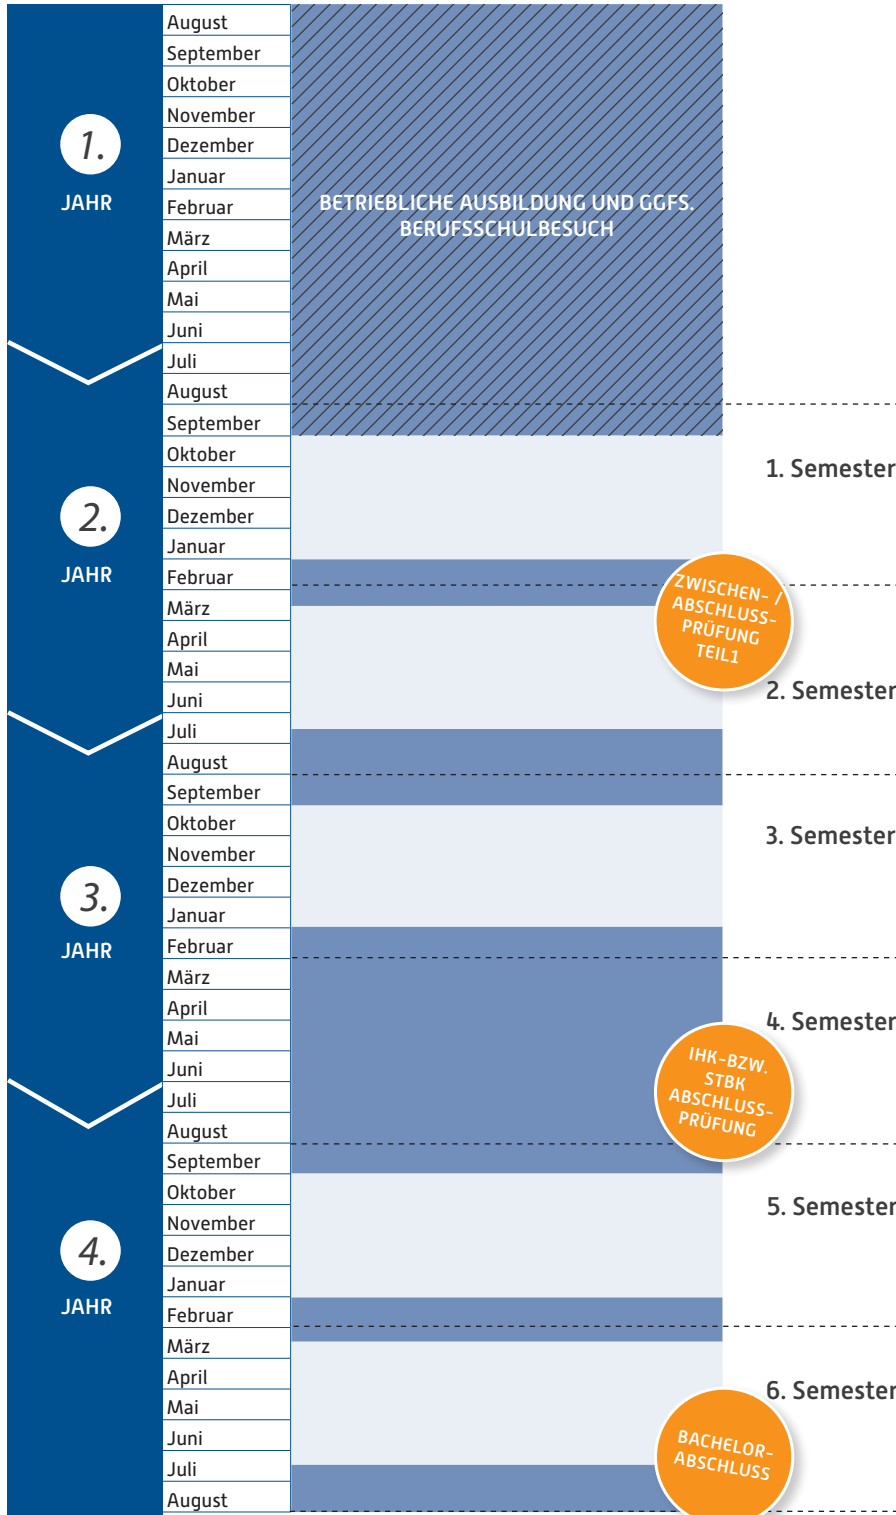 August
September
Oktober
November
Dezember
Januar
Februar
März
April
Mai
Juni
Juli
August
September
Oktober
November
Dezember
Januar
Februar
März
April
Mai
Juni
Juli
August
September
Oktober
November
Dezember
Januar
Februar
März
April
Mai
Juni
Juli
August
September
Oktober
November
Dezember
Januar
Februar
März
April
Mai
Juni
Juli
August
1.
JAHR
2.
JAHR
3.
JAHR
4.
JAHR
BETRIEBLICHE AUSBILDUNG UND GGFS.
BERUFSSCHULBESUCH
1. Semester
ZWISCHEN- /
ABSCHLUSS-
PRÜFUNG
TEIL1
2. Semester
3. Semester
4. Semester
IHK-BZW.
STBK
ABSCHLUSS-
PRÜFUNG
5. Semester
6. Semester
BACHELOR-
ABSCHLUSS